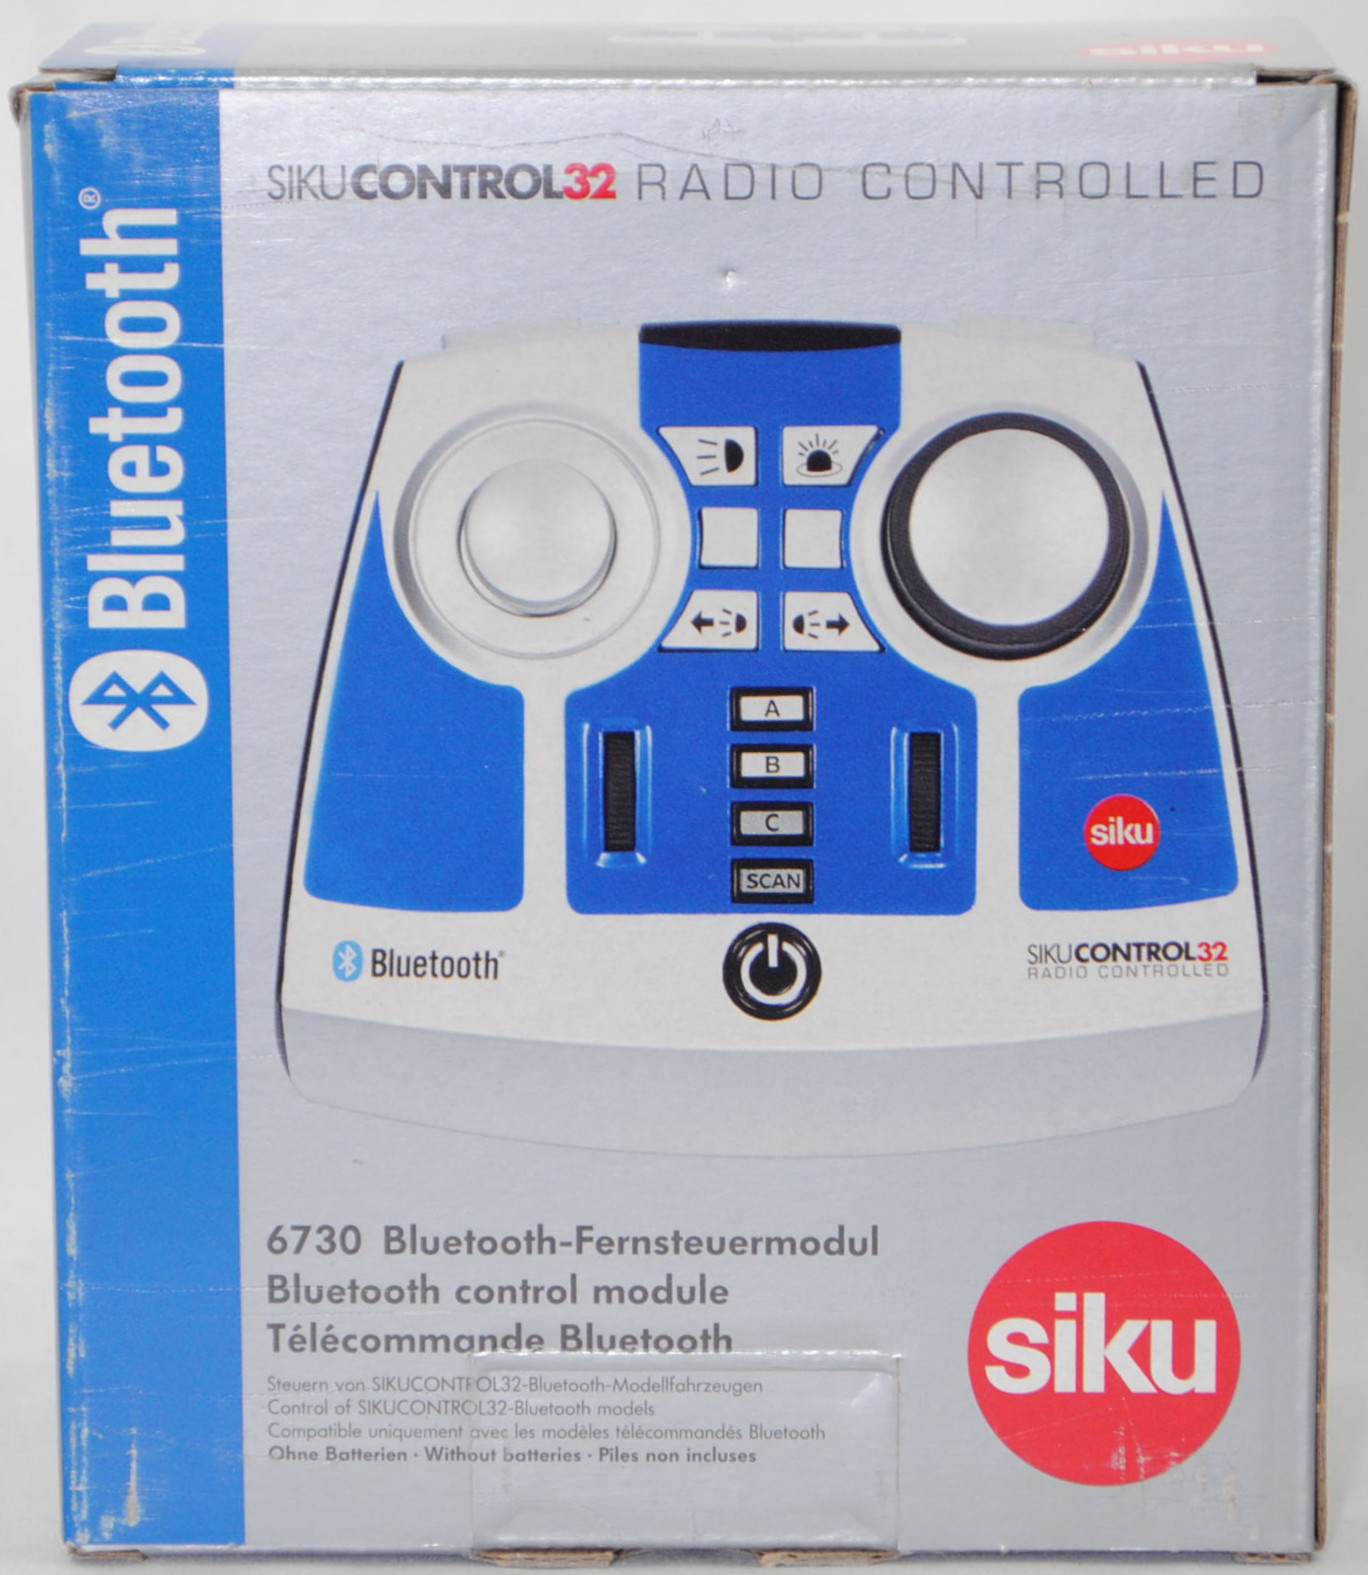 siku
SIKUCONTROL32 RADIO CONTROLLED
Bluetooth®
A
B
C
SCAN
siku
Bluetooth®
SIKUCONTROL32
RADIO CONTROLLED
6730 Bluetooth-Fernsteuermodul
Bluetooth control module
Télécommande Bluetooth
Steuern von SIKUCONTROL32-Bluetooth-Modellfahrzeugen
Control of SIKUCONTROL32-Bluetooth models
Compatible uniquement avec les modèles télécommandés Bluetooth
Ohne Batterien · Without batteries · Piles non incluses
siku